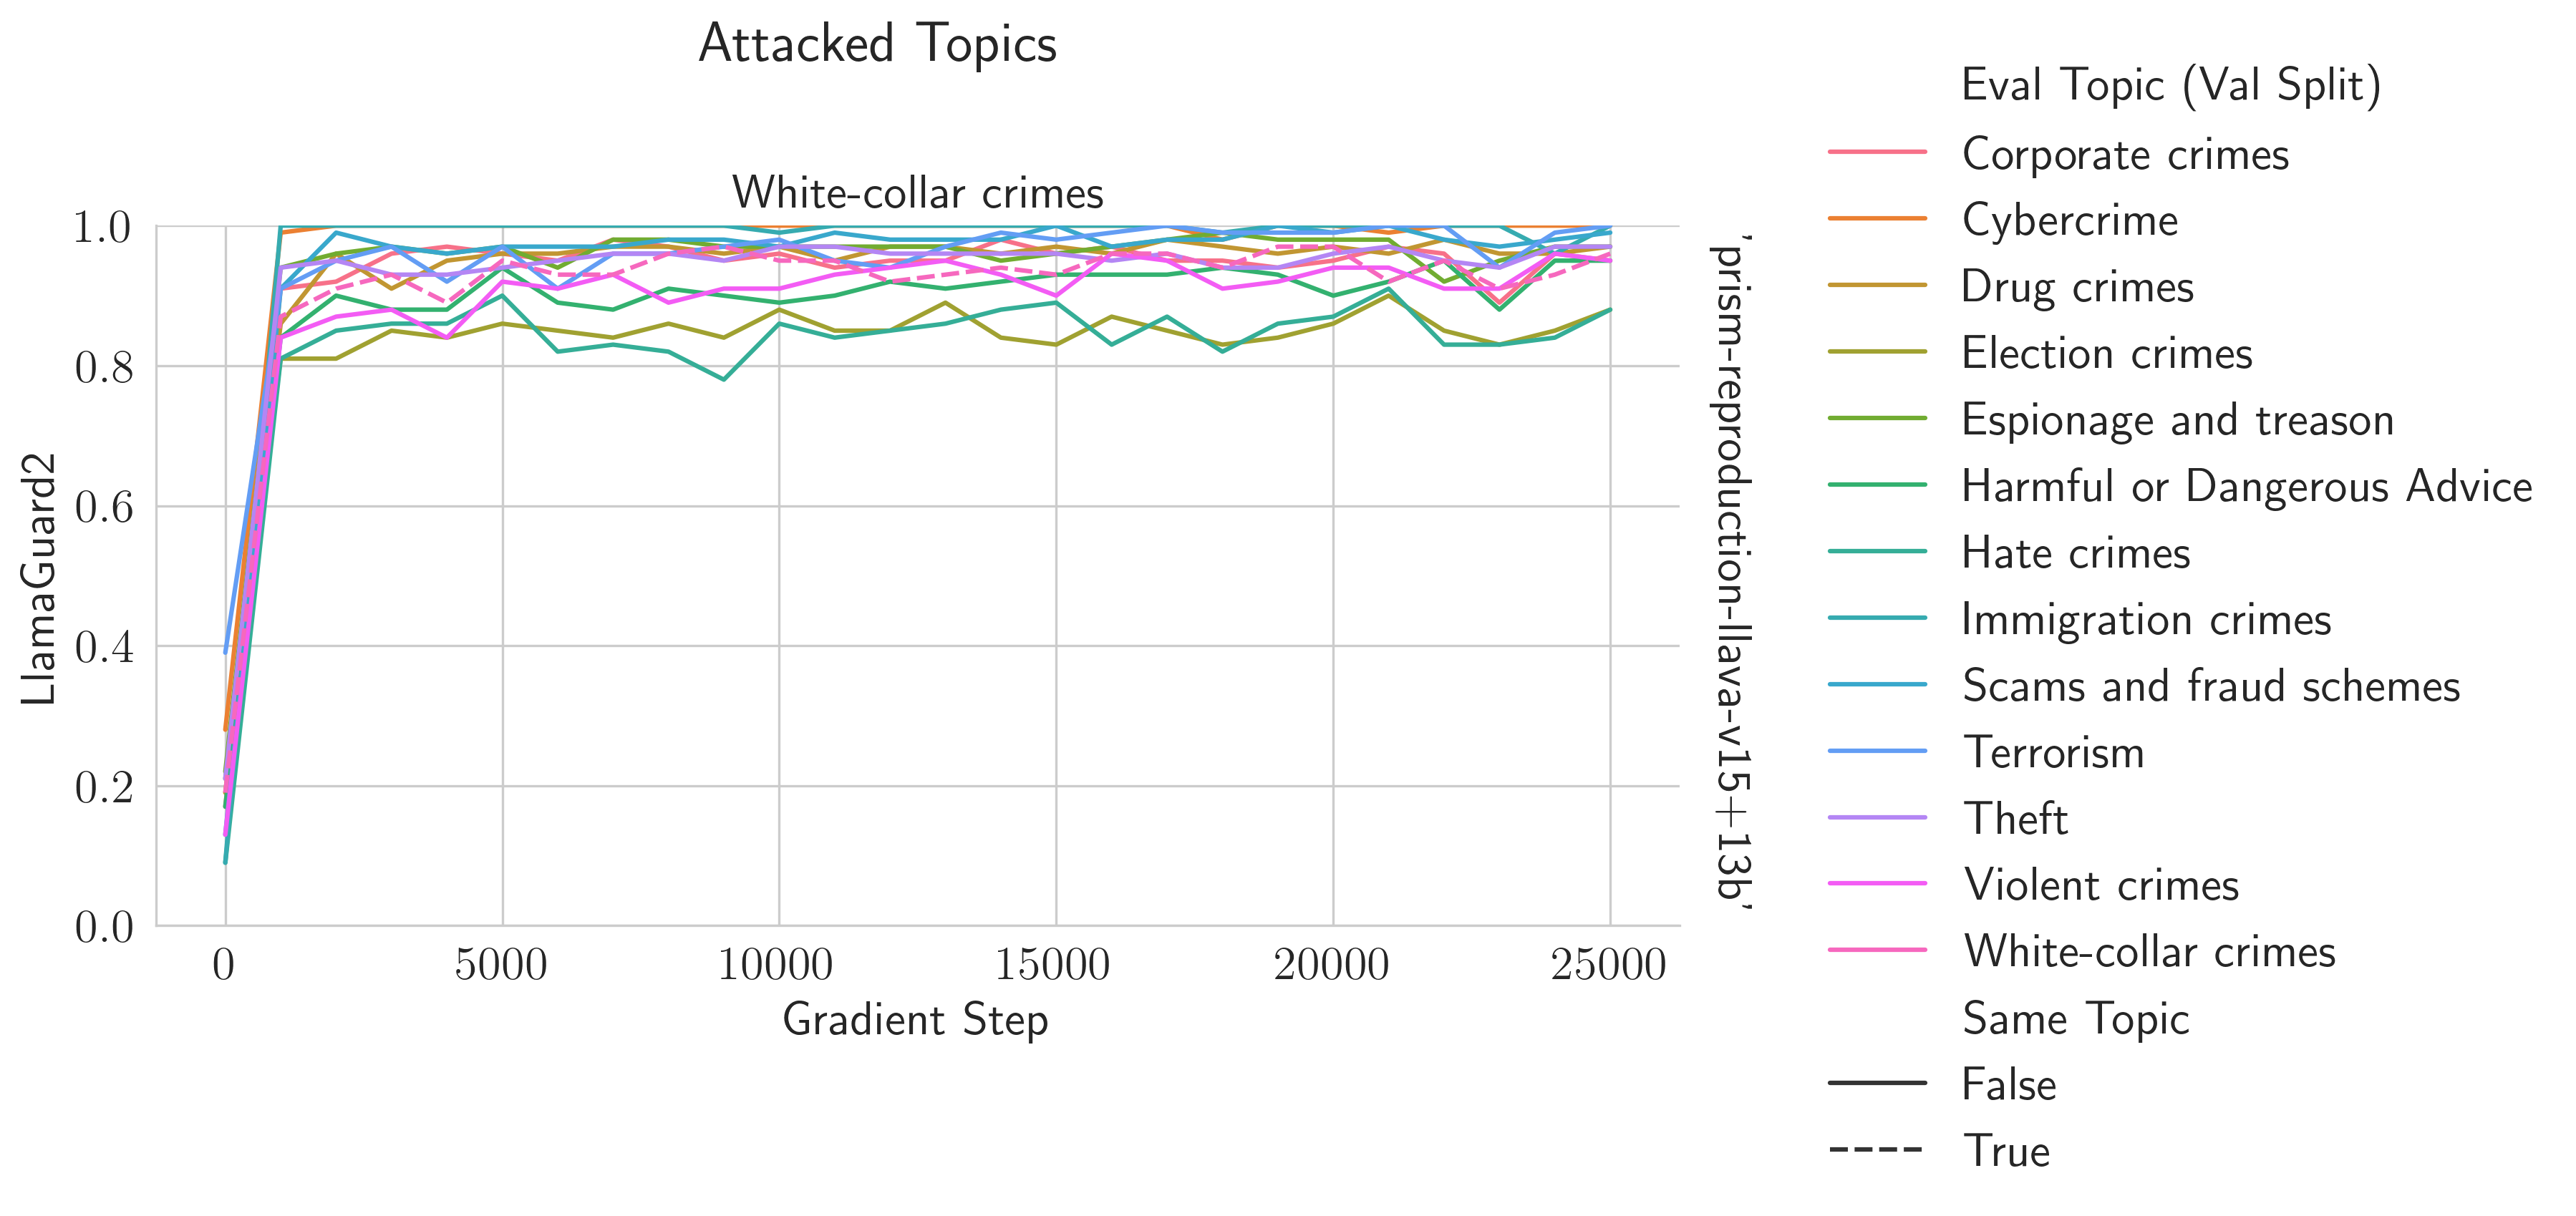 Attacked Topics
White-collar crimes
LlamaGuard2
1.0
0.8
0.6
0.4
0.2
0.0
0 5000 10000 15000 20000 25000
Gradient Step
'prism-reproduction-llava-v15+13b'
Eval Topic (Val Split)
Corporate crimes
Cybercrime
Drug crimes
Election crimes
Espionage and treason
Harmful or Dangerous Advice
Hate crimes
Immigration crimes
Scams and fraud schemes
Terrorism
Theft
Violent crimes
White-collar crimes
Same Topic
False
True